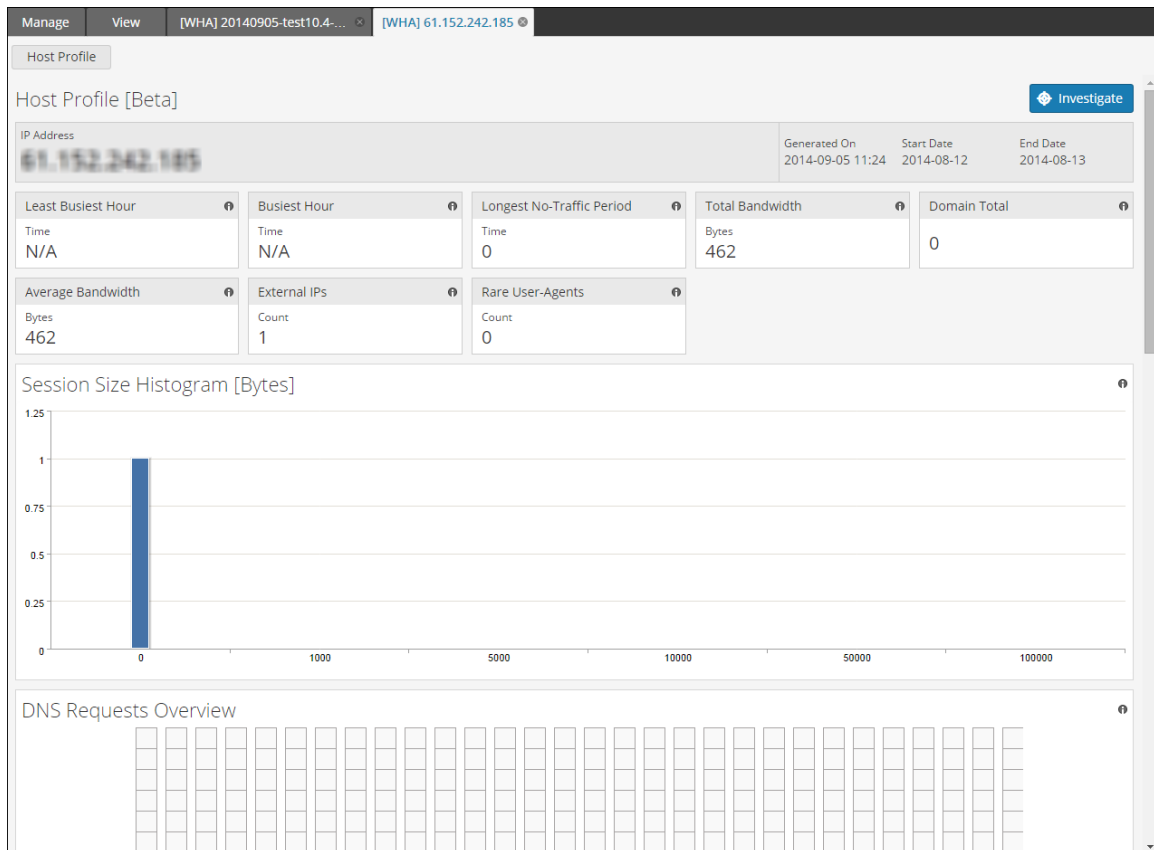 Manage View [WHA] 20140905-test10.4-... [WHA] 61.152.242.185
Host Profile
Host Profile [Beta] Investigate
IP Address
61.152.242.185
Generated On Start Date End Date
2014-09-05 11:24 2014-08-12 2014-08-13
Least Busiest Hour Busiest Hour Longest No-Traffic Period Total Bandwidth Domain Total
Time Time Time Bytes
N/A N/A 0 462 0
Average Bandwidth External IPs Rare User-Agents
Bytes Count Count
462 1 0
Session Size Histogram [Bytes]
1.25
1
0.75
0.5
0.25
0
0 1000 5000 10000 50000 100000
DNS Requests Overview